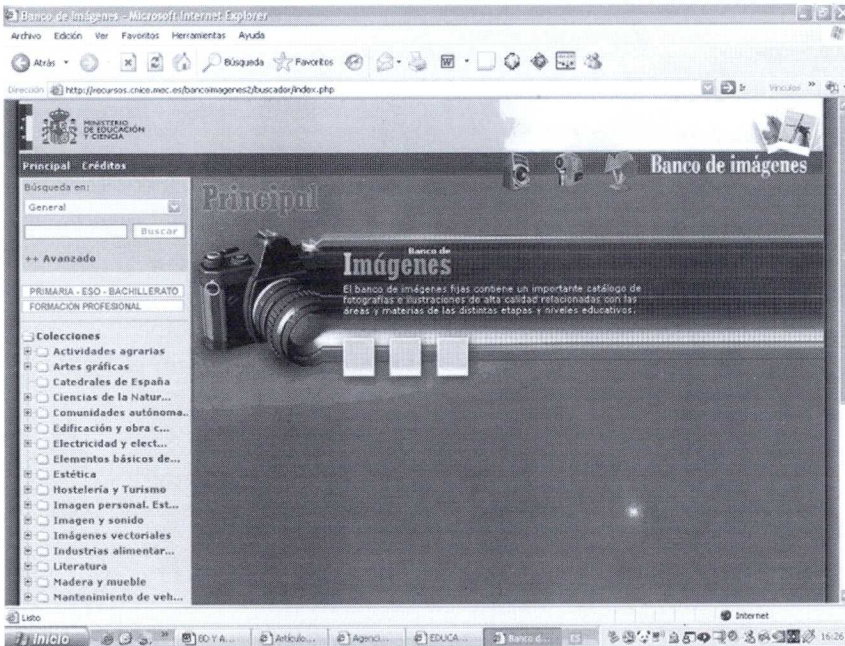 Banco de Imágenes - Microsoft Internet Explorer
Archivo Edición Ver Favoritos Herramientas Ayuda
Atrás Búsqueda Favoritos
Dirección http://recursos.cnice.mec.es/bancoimagenes2/buscador/index.php Vínculos
MINISTERIO
DE EDUCACIÓN
Y CIENCIA
Principal Créditos
Banco de imágenes
Búsqueda en:
General
Buscar
++ Avanzado
PRIMARIA - ESO - BACHILLERATO
FORMACION PROFESIONAL
Colecciones
Actividades agrarias
Artes gráficas
Catedrales de España
Ciencias de la Natur...
Comunidades autónoma..
Edificación y obra c...
Electricidad y elect...
Elementos básicos de...
Estética
Hostelería y Turismo
Imagen personal. Est...
Imagen y sonido
Imágenes vectoriales
Industrias alimentar...
Literatura
Madera y mueble
Mantenimiento de veh...
Principal
Banco de
Imágenes
El banco de imágenes fijas contiene un importante catálogo de
fotografías e ilustraciones de alta calidad relacionadas con las
áreas y materias de las distintas etapas y niveles educativos.
Listo Internet
Inicio BD Y A... Artículo... Agenci... EDUCA... Banco d... ES 16:26